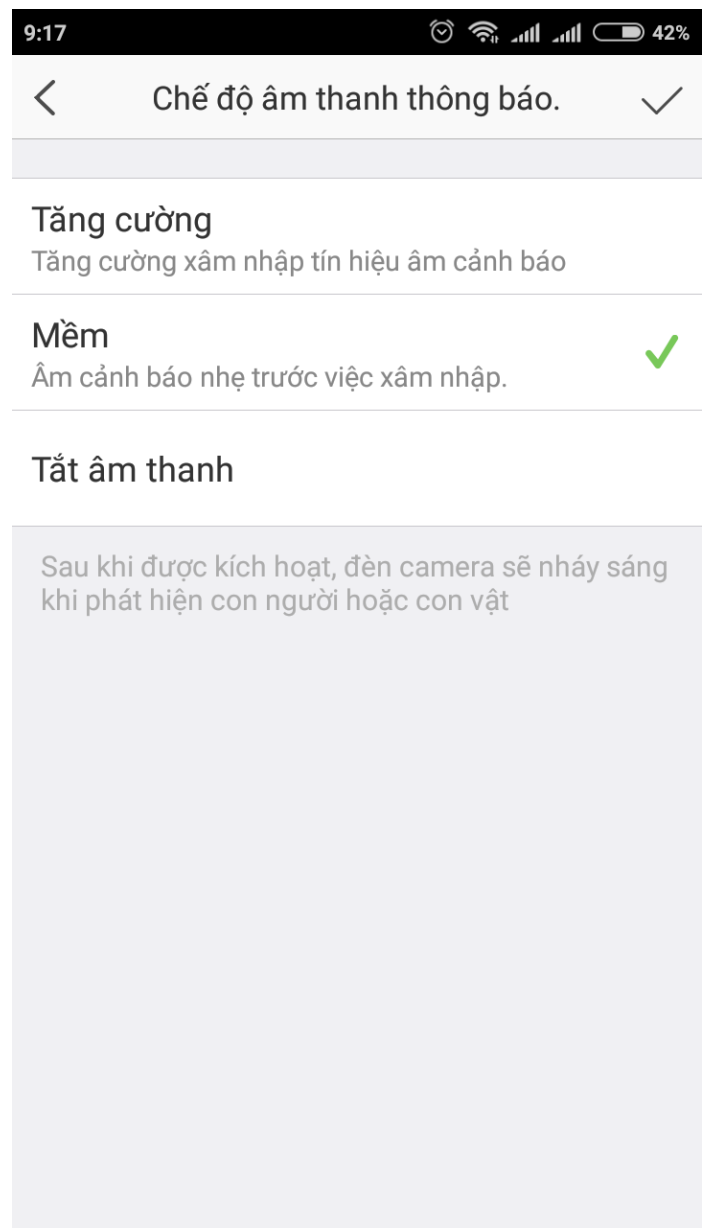 9:17
42%
Chế độ âm thanh thông báo.
Tăng cường
Tăng cường xâm nhập tín hiệu âm cảnh báo
Mềm
Âm cảnh báo nhẹ trước việc xâm nhập.
Tắt âm thanh
Sau khi được kích hoạt, đèn camera sẽ nháy sáng
khi phát hiện con người hoặc con vật